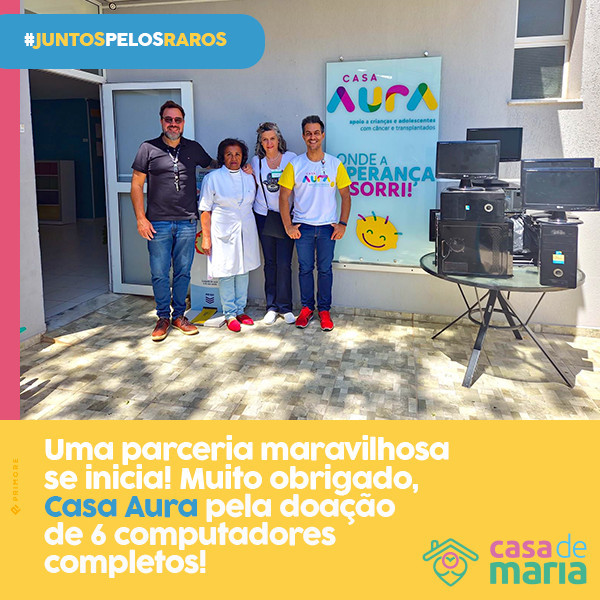 #JUNTOSPELOSRAROS
CASA
AURA
apoio a crianças e adolescentes
com câncer e transplantados
ONDE A
ESPERANÇA
SORRI!
AURA
Uma parceria maravilhosa
se inicia! Muito obrigado,
Casa Aura pela doação
de 6 computadores
completos!
PRIMORE
casa de
maria